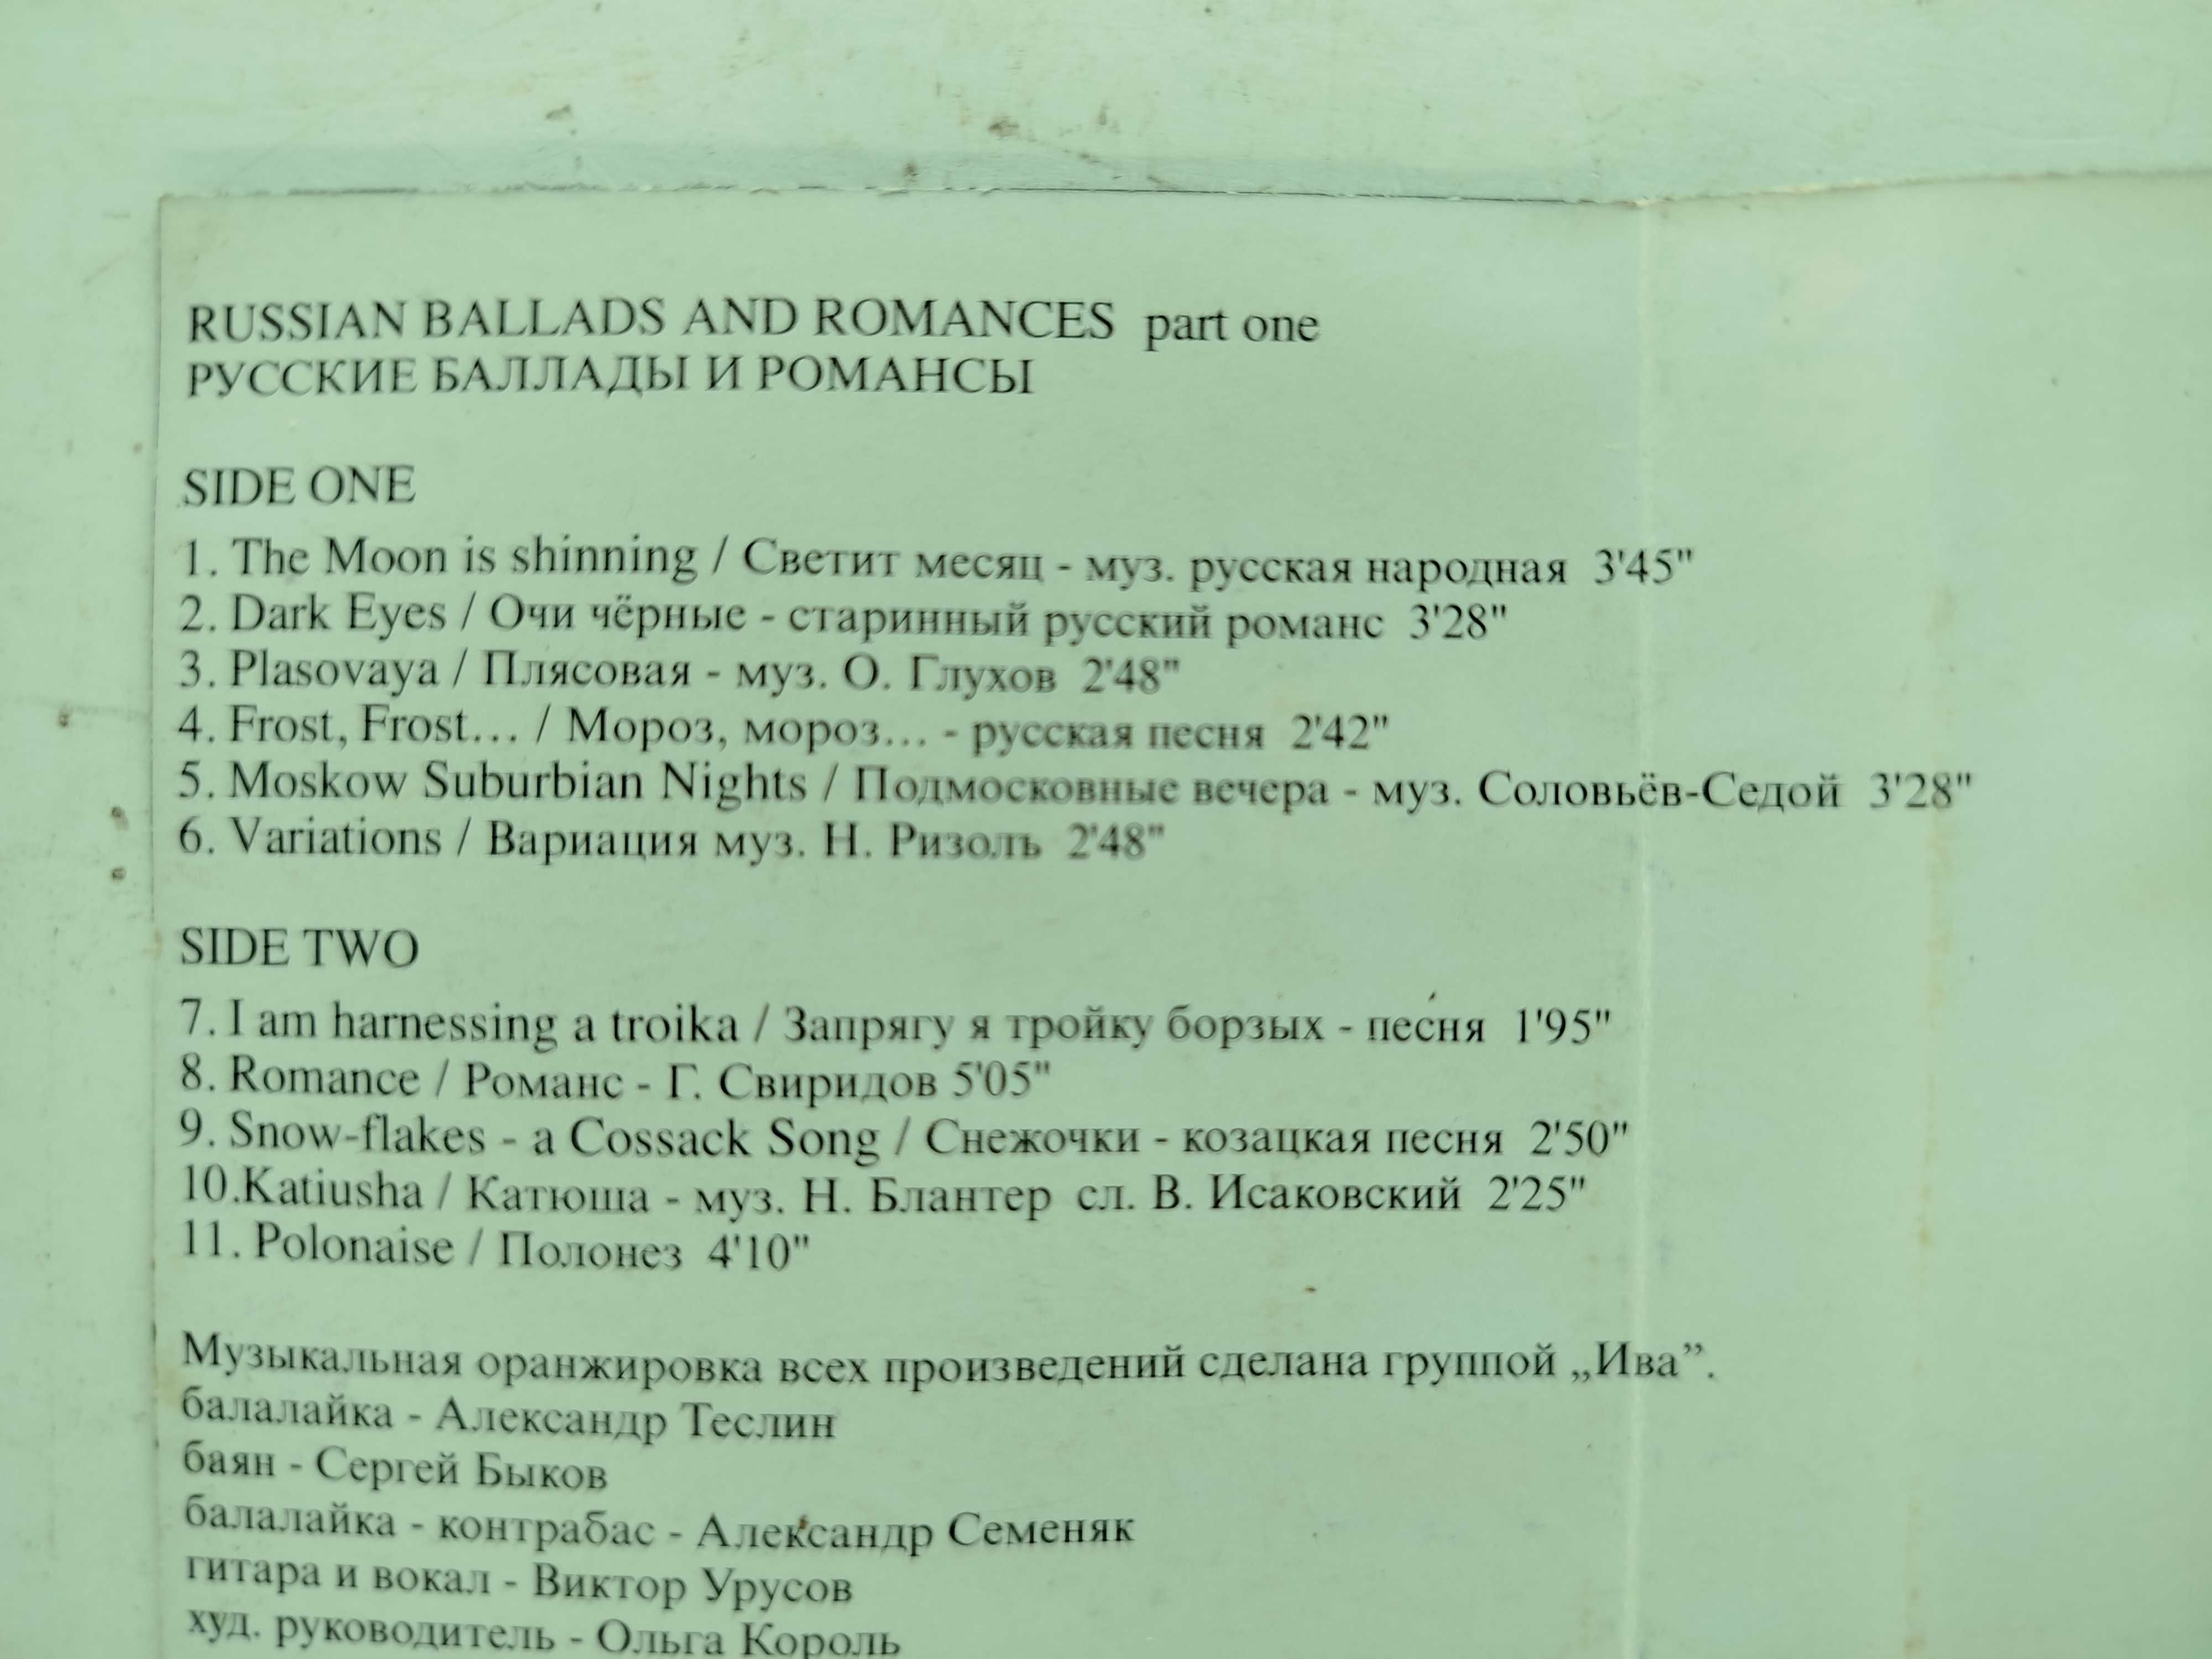 RUSSIAN BALLADS AND ROMANCES part one
РУССКИЕ БАЛЛАДЫ И РОМАНСЫ
SIDE ONE
1. The Moon is shinning / Светит месяц - муз. русская народная 3'45"
2. Dark Eyes / Очи чёрные - старинный русский романс 3'28"
3. Plasovaya / Плясовая - муз. О. Глухов 2'48"
4. Frost, Frost... / Мороз, мороз... - русская песня 2'42"
5. Moskow Suburbian Nights / Подмосковные вечера - муз. Соловьёв-Седой 3'28"
6. Variations / Вариация муз. Н. Ризоль 2'48"
SIDE TWO
7. I am harnessing a troika / Запрягу я тройку борзых - песня 1'95"
8. Romance / Романс - Г. Свиридов 5'05"
9. Snow-flakes - a Cossack Song / Снежочки - козацкая песня 2'50"
10.Katiusha / Катюша - муз. Н. Блантер сл. В. Исаковский 2'25"
11. Polonaise / Полонез 4'10"
Музыкальная оранжировка всех произведений сделана группой „Ива”.
балалайка - Александр Теслин
баян - Сергей Быков
балалайка - контрабас - Александр Семеняк
гитара и вокал - Виктор Урусов
худ. руководитель - Ольга Король